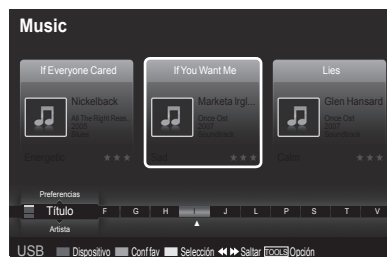 Music
If Everyone Cared
Nickelback
All The Right Reas...
2005
Blues
Energetic
If You Want Me
Marketa Irgl...
Once Ost
2007
Soundtrack
Sad
Lies
Glen Hansard
Once Ost
2007
Soundtrack
Calm
Preferencias
Título F G H I J L P S T V
Artista
USB Dispositivo Conf fav Selección Saltar TOOLS Opción